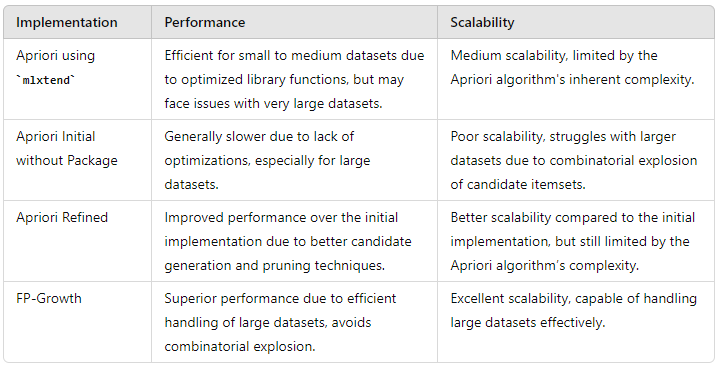 Implementation Performance Scalability
Apriori using Efficient for small to medium datasets due Medium scalability, limited by the
`mlxtend` to optimized library functions, but may Apriori algorithm's inherent complexity.
face issues with very large datasets.
Apriori Initial Generally slower due to lack of Poor scalability, struggles with larger
without Package optimizations, especially for large datasets due to combinatorial explosion
datasets. of candidate itemsets.
Apriori Refined Improved performance over the initial Better scalability compared to the initial
implementation due to better candidate implementation, but still limited by the
generation and pruning techniques. Apriori algorithm's complexity.
FP-Growth Superior performance due to efficient Excellent scalability, capable of handling
handling of large datasets, avoids large datasets effectively.
combinatorial explosion.